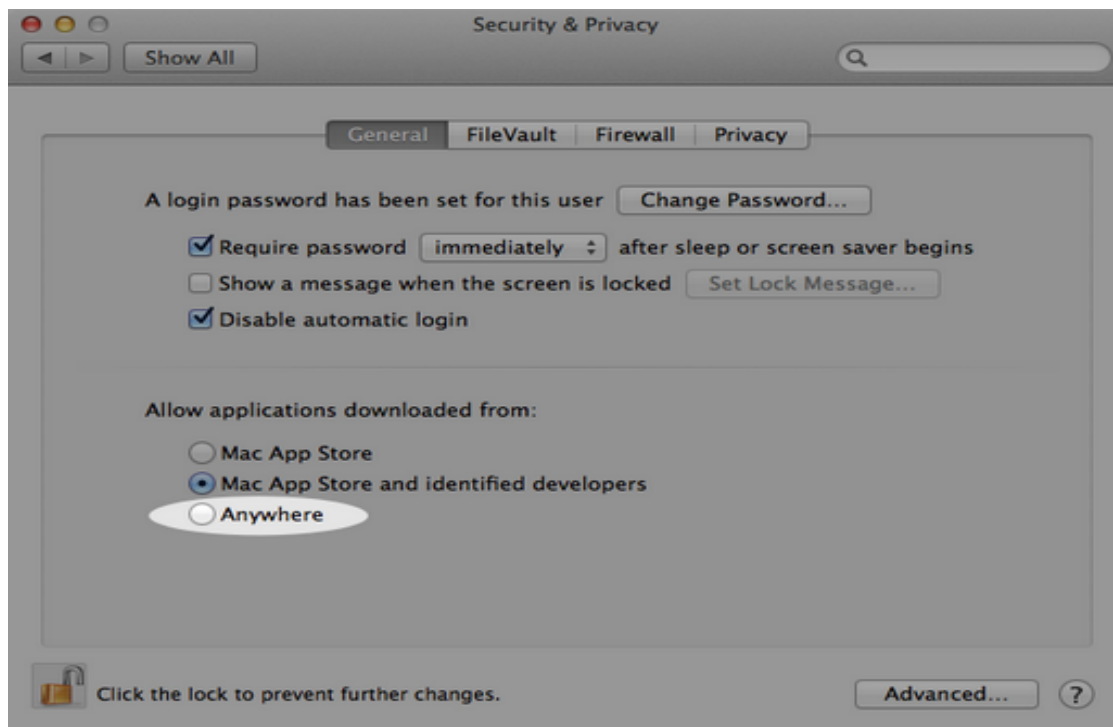 Security & Privacy
Show All
General FileVault Firewall Privacy
A login password has been set for this user Change Password...
Require password immediately after sleep or screen saver begins
Show a message when the screen is locked Set Lock Message...
Disable automatic login
Allow applications downloaded from:
Mac App Store
Mac App Store and identified developers
Anywhere
Click the lock to prevent further changes. Advanced... ?